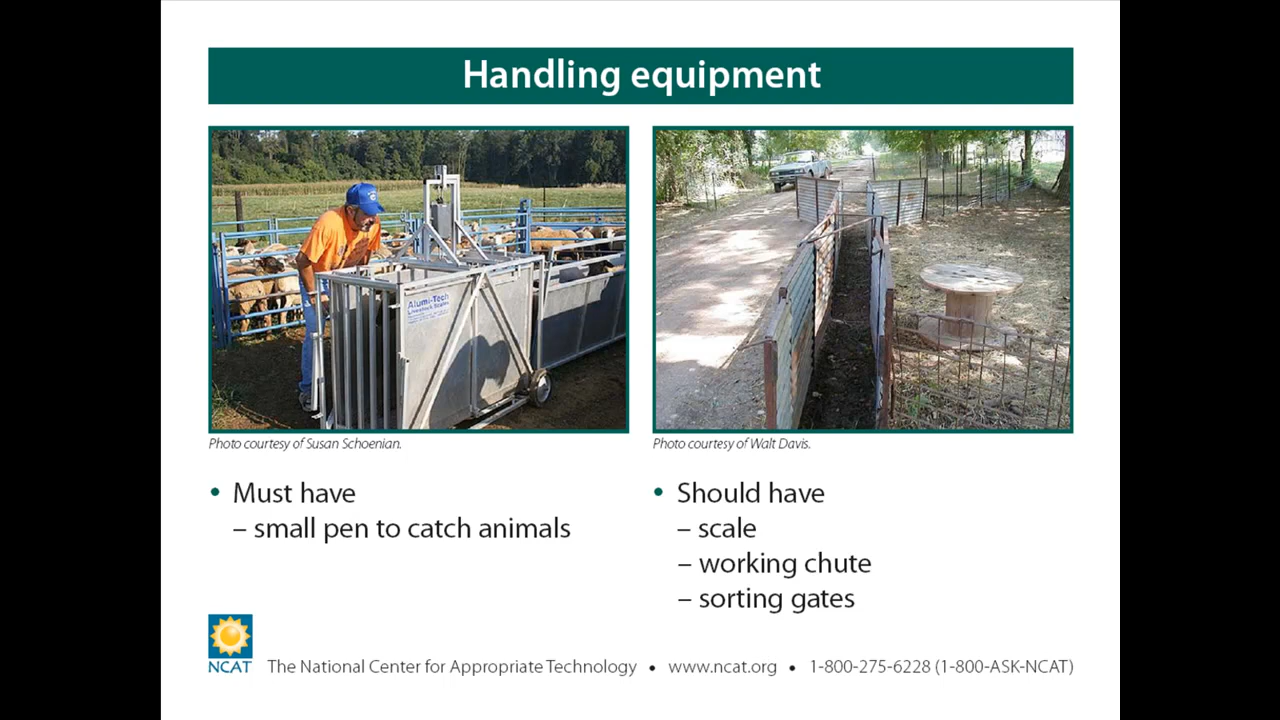 Handling equipment
Alumi-Tech
Livestock Scales
Photo courtesy of Susan Schoenian.
Photo courtesy of Walt Davis.
• Must have
– small pen to catch animals
• Should have
– scale
– working chute
– sorting gates
NCAT
The National Center for Appropriate Technology • www.ncat.org • 1-800-275-6228 (1-800-ASK-NCAT)